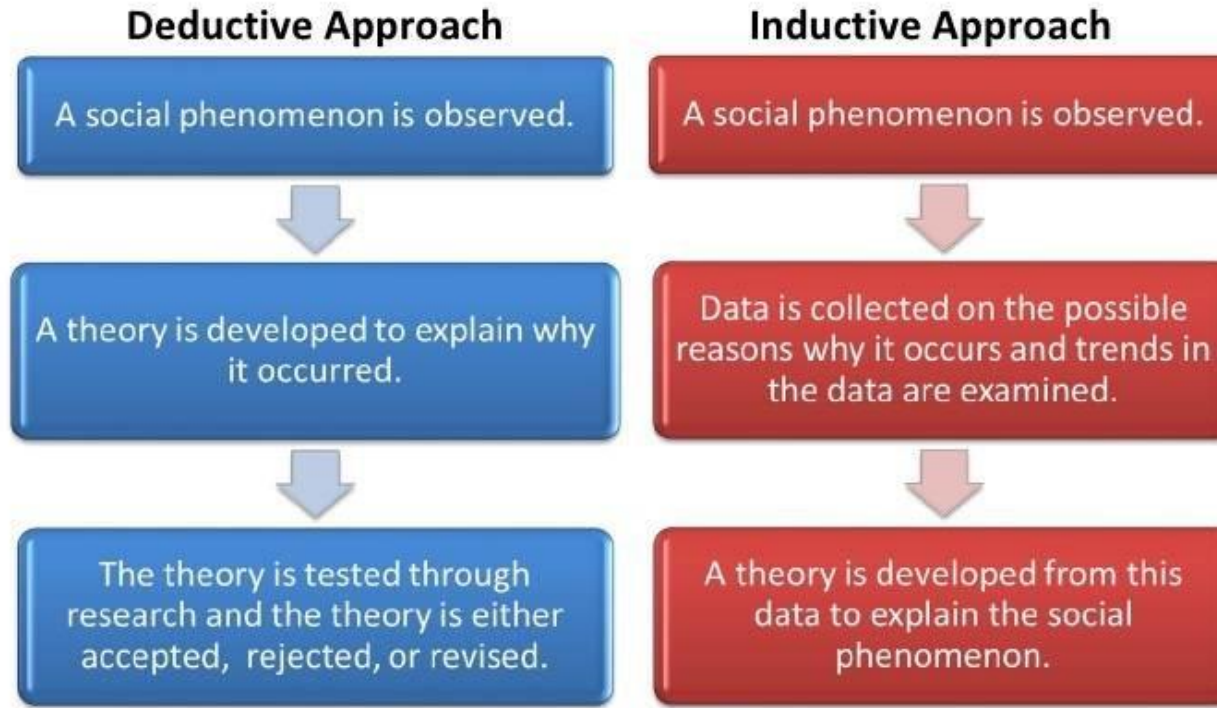 Deductive Approach
A social phenomenon is observed.
A theory is developed to explain why
it occurred.
The theory is tested through
research and the theory is either
accepted, rejected, or revised.
Inductive Approach
A social phenomenon is observed.
Data is collected on the possible
reasons why it occurs and trends in
the data are examined.
A theory is developed from this
data to explain the social
phenomenon.